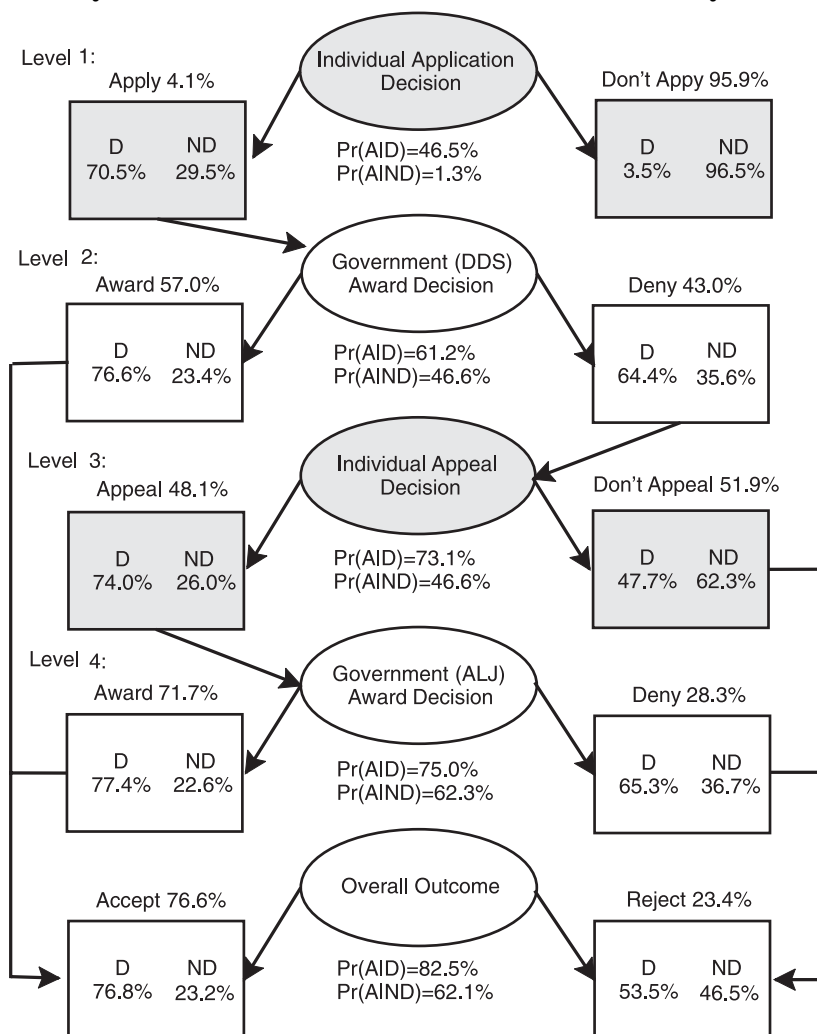 Level 1:
Individual Application
Decision
Apply 4.1%
Don't Appy 95.9%
D ND
70.5% 29.5%
Pr(AID)=46.5%
Pr(AIND)=1.3%
D ND
3.5% 96.5%
Level 2:
Government (DDS)
Award Decision
Award 57.0%
Deny 43.0%
D ND
76.6% 23.4%
Pr(AID)=61.2%
Pr(AIND)=46.6%
D ND
64.4% 35.6%
Level 3:
Individual Appeal
Decision
Appeal 48.1%
Don't Appeal 51.9%
D ND
74.0% 26.0%
Pr(AID)=73.1%
Pr(AIND)=46.6%
D ND
47.7% 62.3%
Level 4:
Government (ALJ)
Award Decision
Award 71.7%
Deny 28.3%
D ND
77.4% 22.6%
Pr(AID)=75.0%
Pr(AIND)=62.3%
D ND
65.3% 36.7%
Overall Outcome
Accept 76.6%
Reject 23.4%
D ND
76.8% 23.2%
Pr(AID)=82.5%
Pr(AIND)=62.1%
D ND
53.5% 46.5%